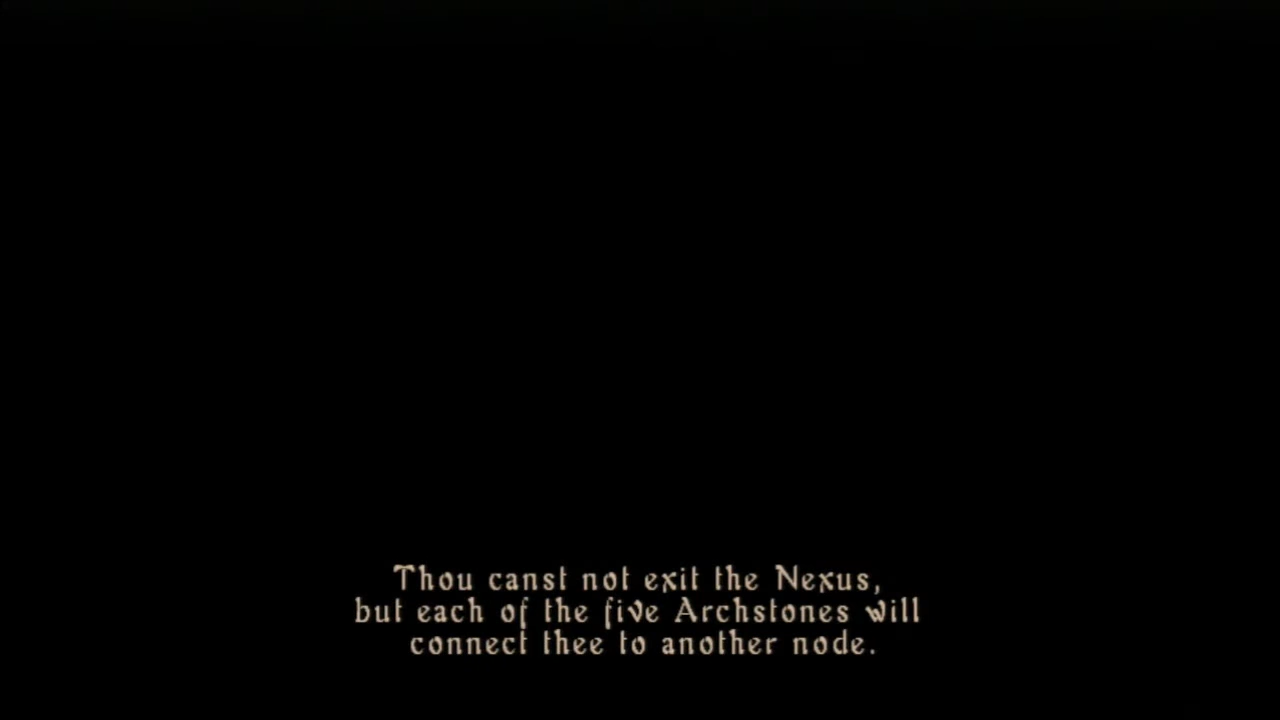 Thou canst not exit the Nexus,
but each of the five Archstones will
connect thee to another node.